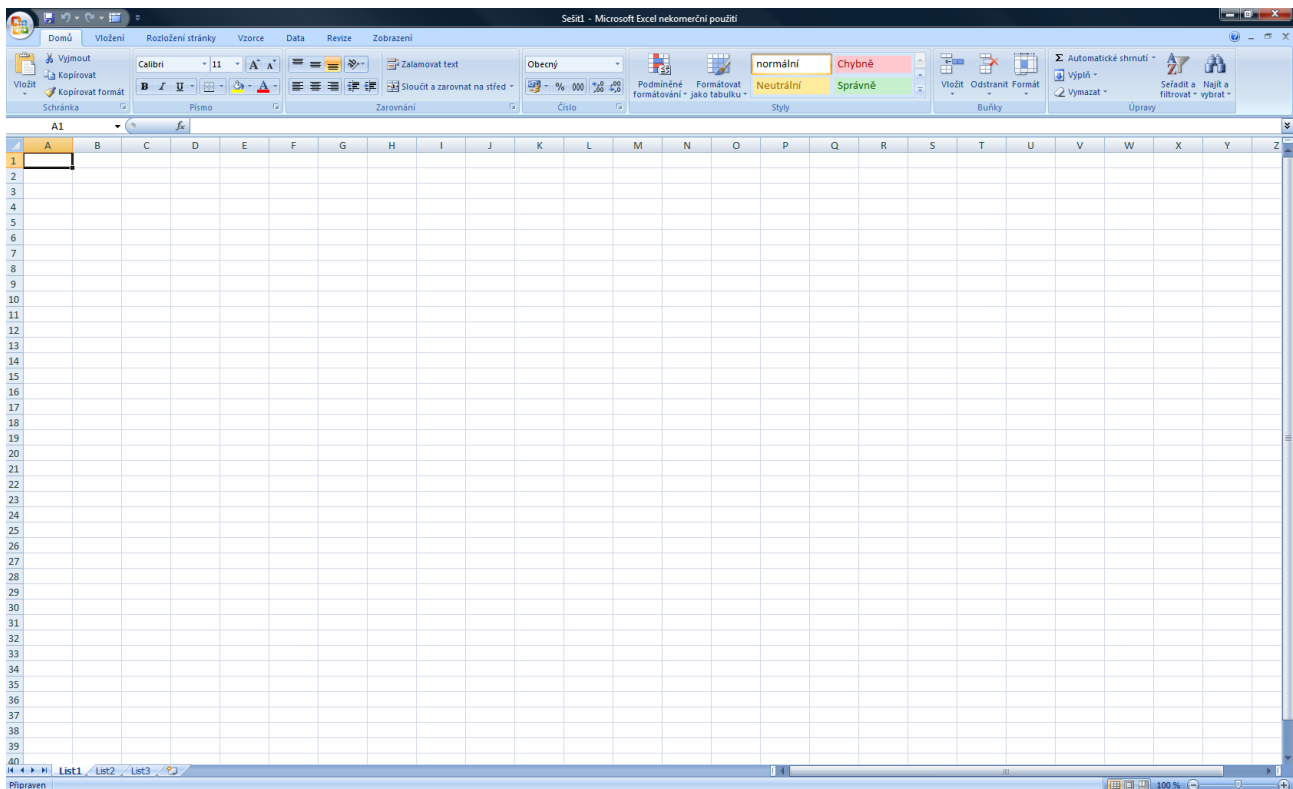 Sešit1 - Microsoft Excel nekomerční použití
Domů Vložení Rozložení stránky Vzorce Data Revize Zobrazení
Vložit
Vyjmout
Kopírovat
Kopírovat formát
Schránka
Calibri 11 A A
B I U A
Písmo
Zalamovat text
Sloučit a zarovnat na střed
Zarovnání
Obecný
% 000 ,00 ,0
Číslo
Podmíněné formátování
Formátovat jako tabulku
normální Chybně
Neutrální Správně
Styly
Vložit Odstranit Formát
Buňky
Σ Automatické shrnutí
Výplň
Vymazat
Seřadit a filtrovat
Najít a vybrat
Úpravy
A1 fx
A B C D E F G H I J K L M N O P Q R S T U V W X Y Z
1
2
3
4
5
6
7
8
9
10
11
12
13
14
15
16
17
18
19
20
21
22
23
24
25
26
27
28
29
30
31
32
33
34
35
36
37
38
39
40
List1 List2 List3
Připraven 100 %